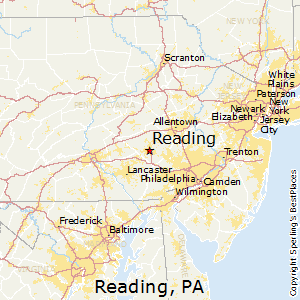 NEW YORK
Scranton
White
Plains
Paterson
New
York
Newark
Elizabeth
Jersey
City
PENNSYLVANIA
Allentown
Reading
Trenton
Lancaster
Philadelphia
Camden
Wilmington
Frederick
Baltimore
Reading, PA
Copyright Sperling's BestPlaces